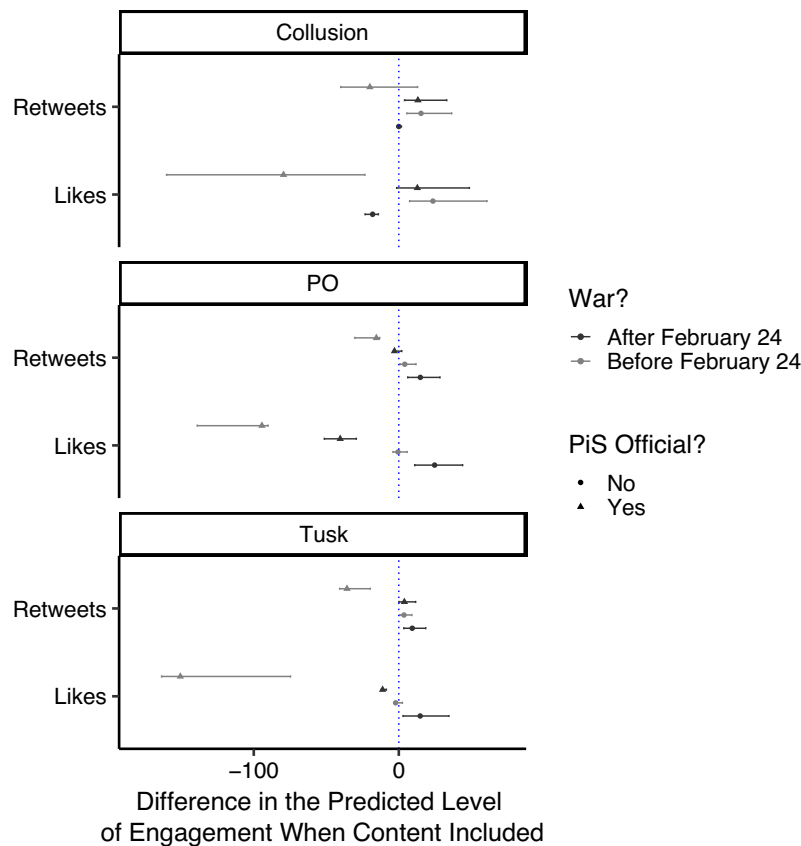 Collusion
Retweets
Likes
PO
Retweets
Likes
Tusk
Retweets
Likes
−100 0
Difference in the Predicted Level
of Engagement When Content Included
War?
After February 24
Before February 24
PiS Official?
No
Yes